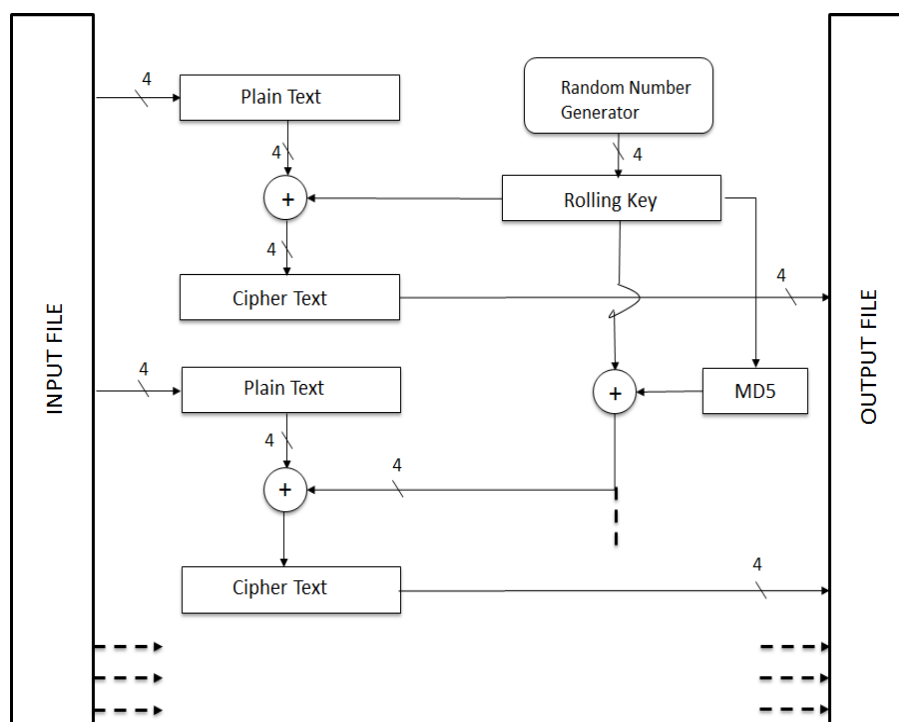 INPUT FILE
4
Plain Text
Random Number
Generator
4
4
+
Rolling Key
4
Cipher Text
4
4
Plain Text
+
MD5
4
+
4
Cipher Text
4
OUTPUT FILE